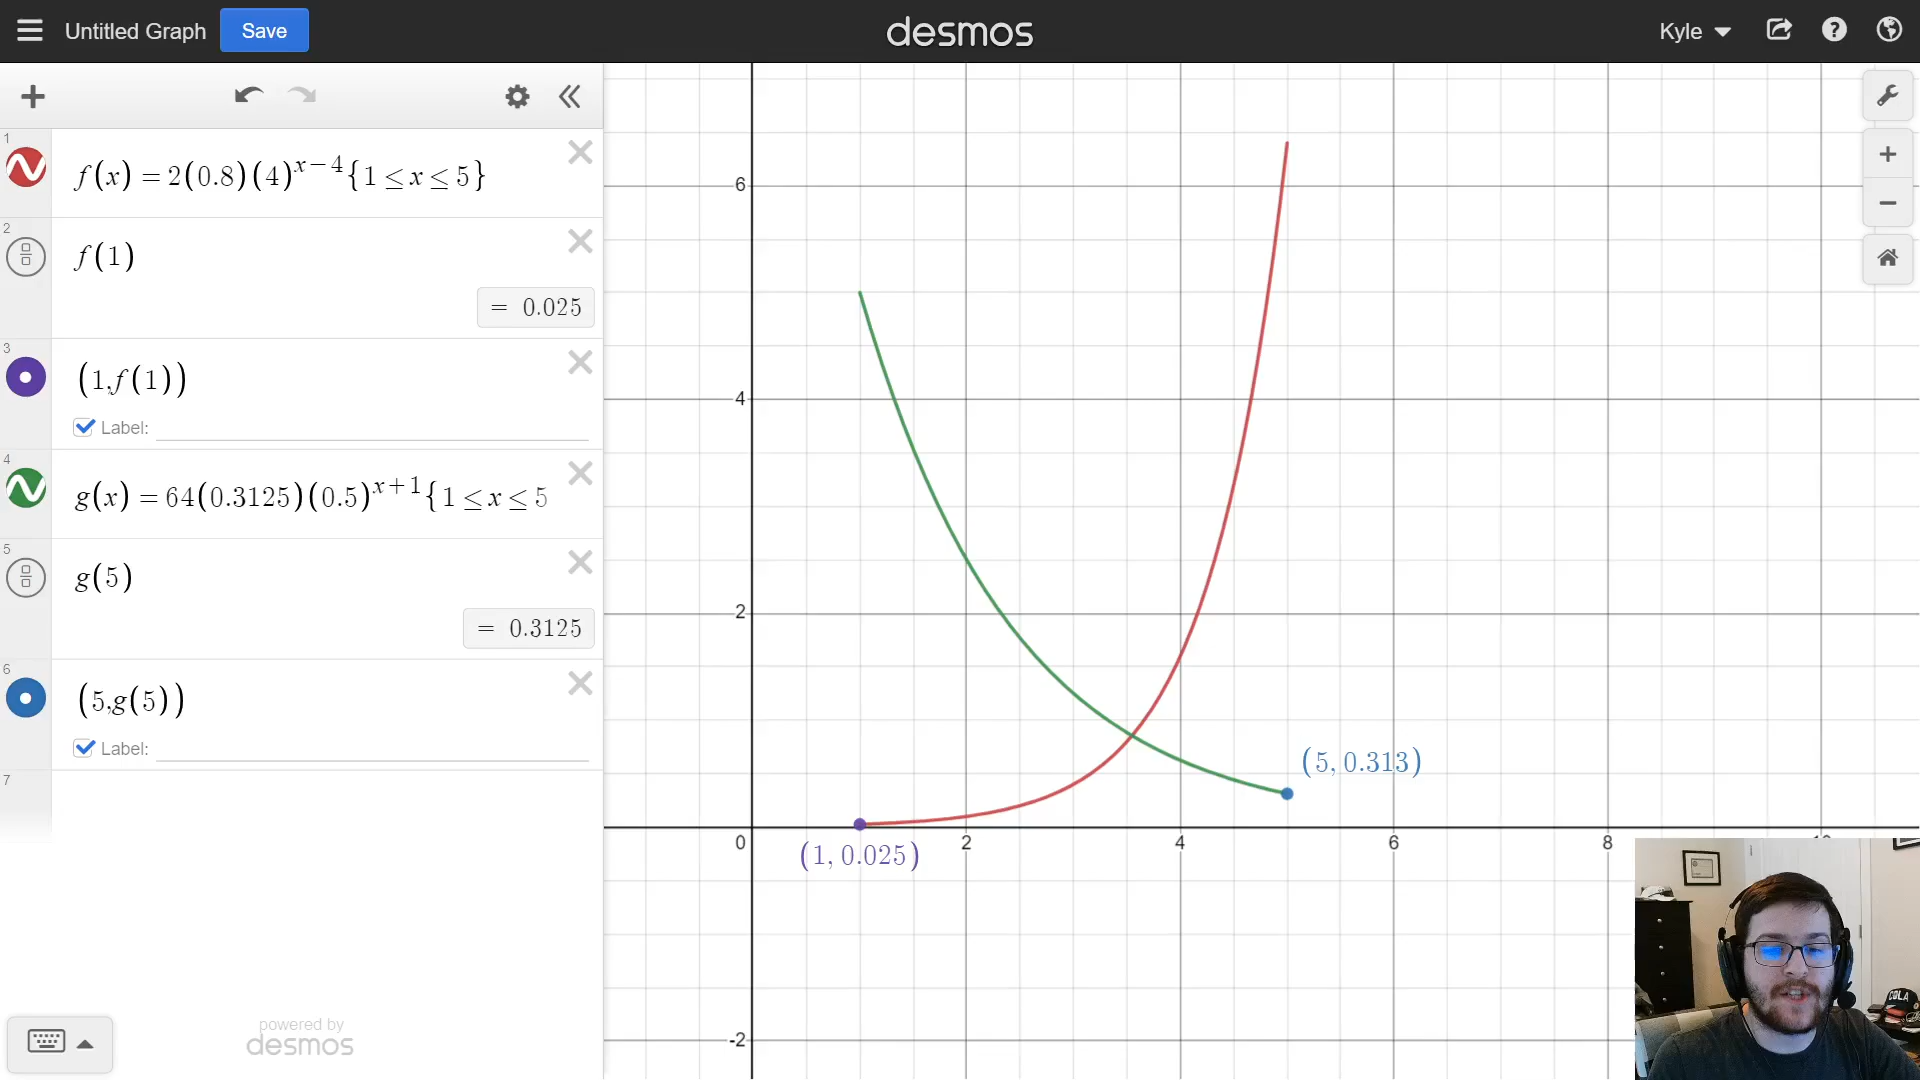 Untitled Graph Save desmos Kyle
1
f(x) = 2(0.8)(4)^{x-4}{1 ≤ x ≤ 5}
2
f(1)
= 0.025
3
(1,f(1))
Label:
4
g(x) = 64(0.3125)(0.5)^{x+1}{1 ≤ x ≤ 5
5
g(5)
= 0.3125
6
(5,g(5))
Label:
7
powered by
desmos
6
4
2
(5, 0.313)
0 2 4 6 8
(1, 0.025)
-2
COLA